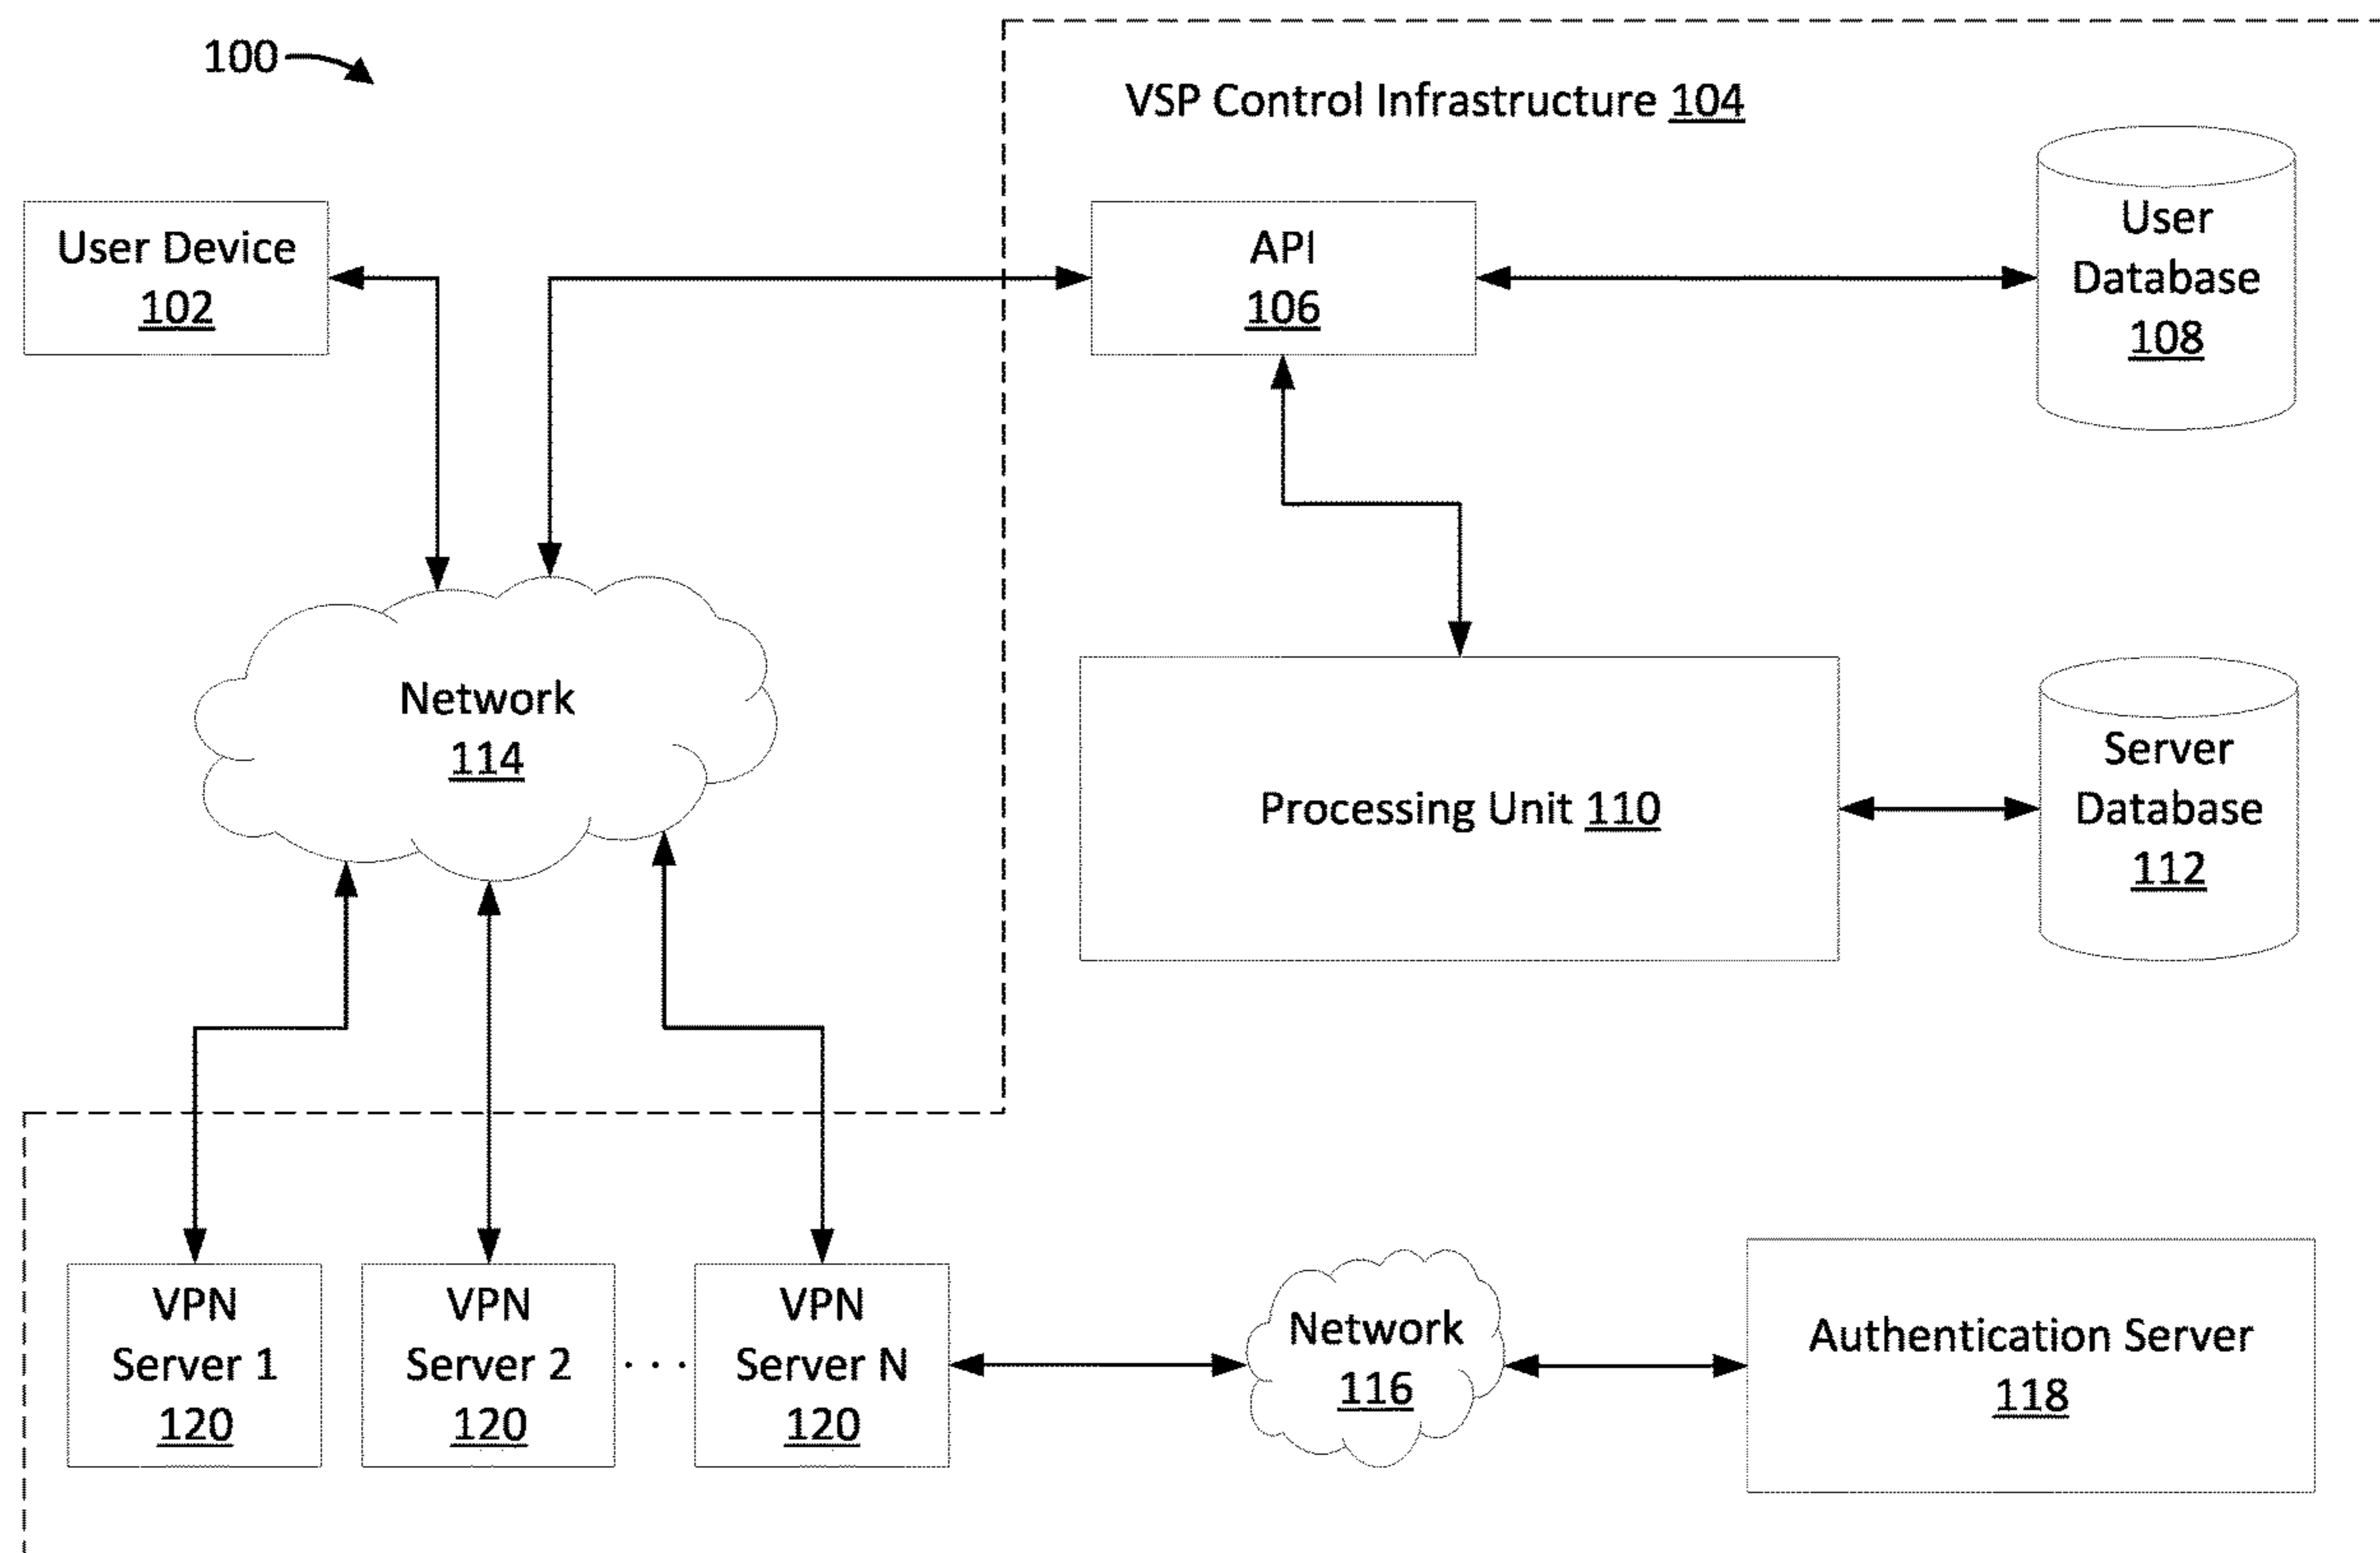 100
VSP Control Infrastructure 104
User Device
102
API
106
User
Database
108
Network
114
Processing Unit 110
Server
Database
112
VPN
Server 1
120
VPN
Server 2
120
. . .
VPN
Server N
120
Network
116
Authentication Server
118